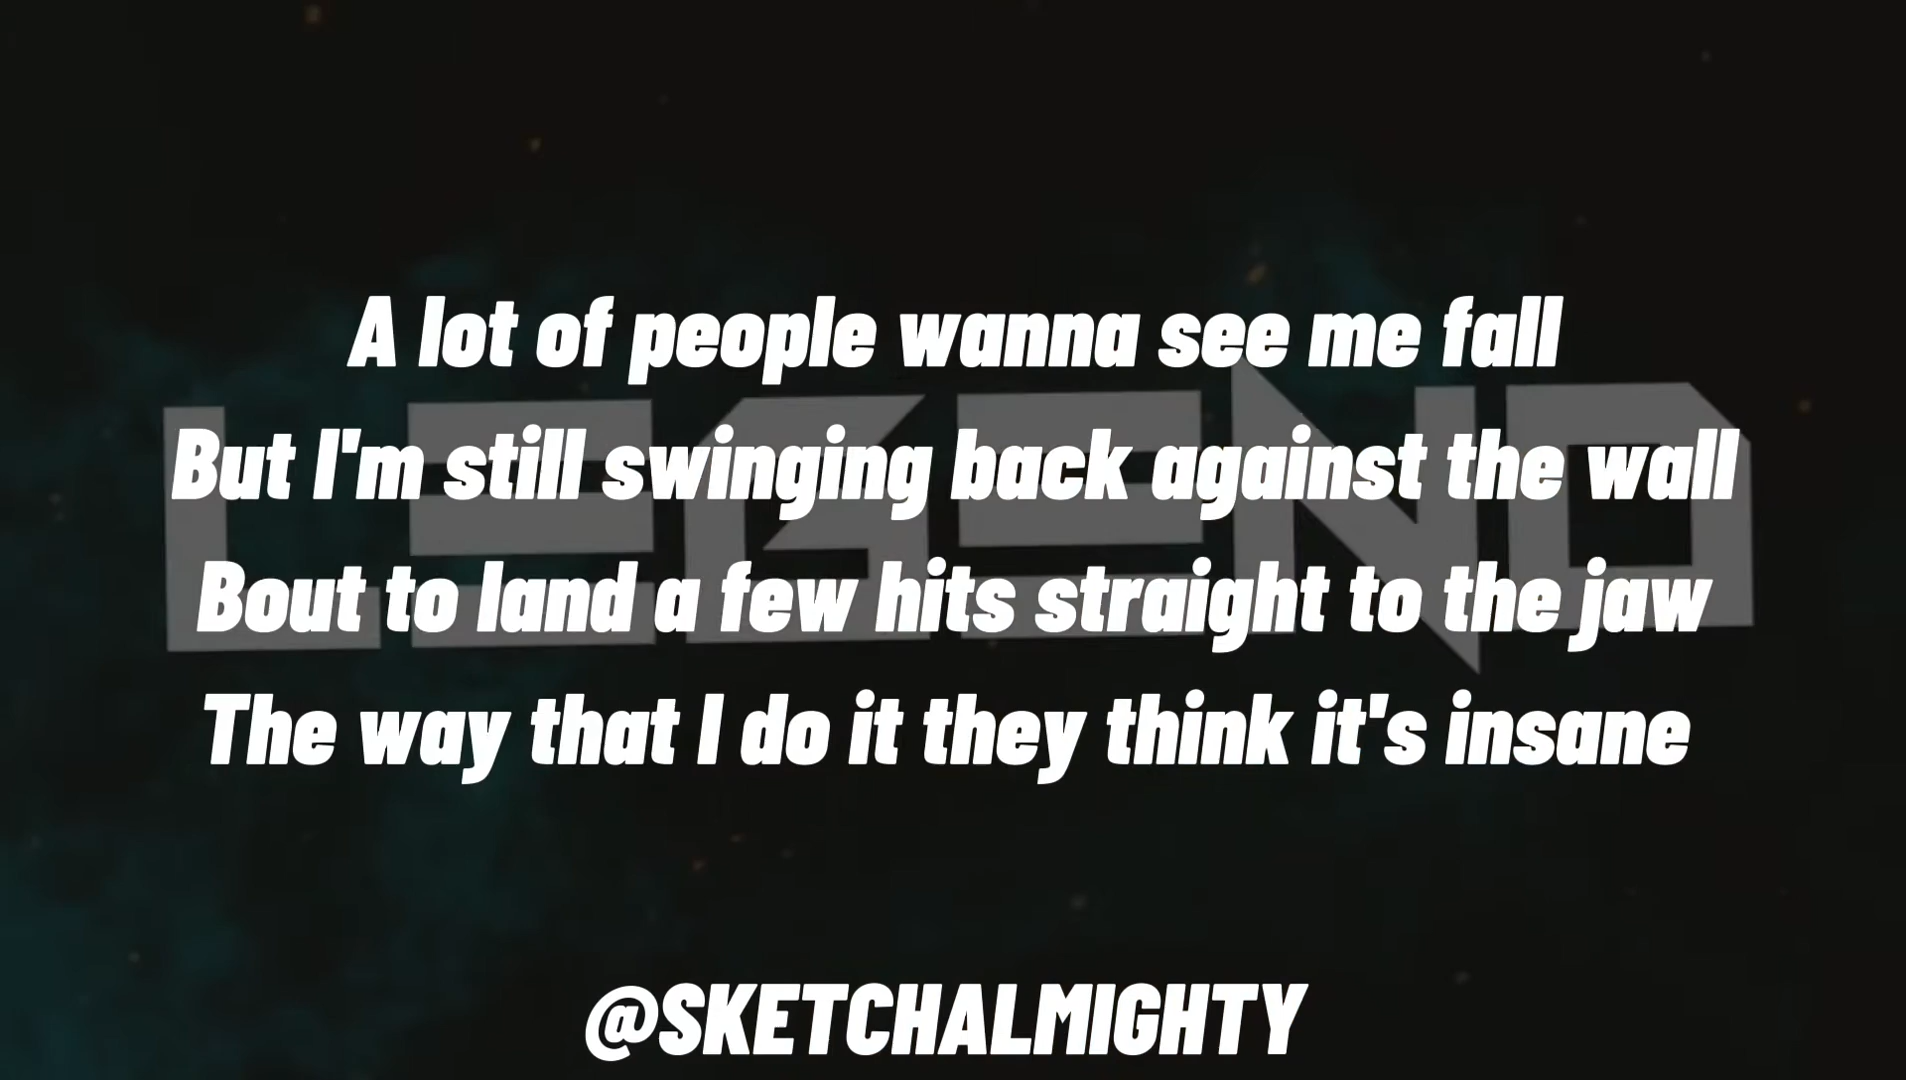 A lot of people wanna see me fall
LEGEND
But I'm still swinging back against the wall
Bout to land a few hits straight to the jaw
The way that I do it they think it's insane
@SKETCHALMIGHTY